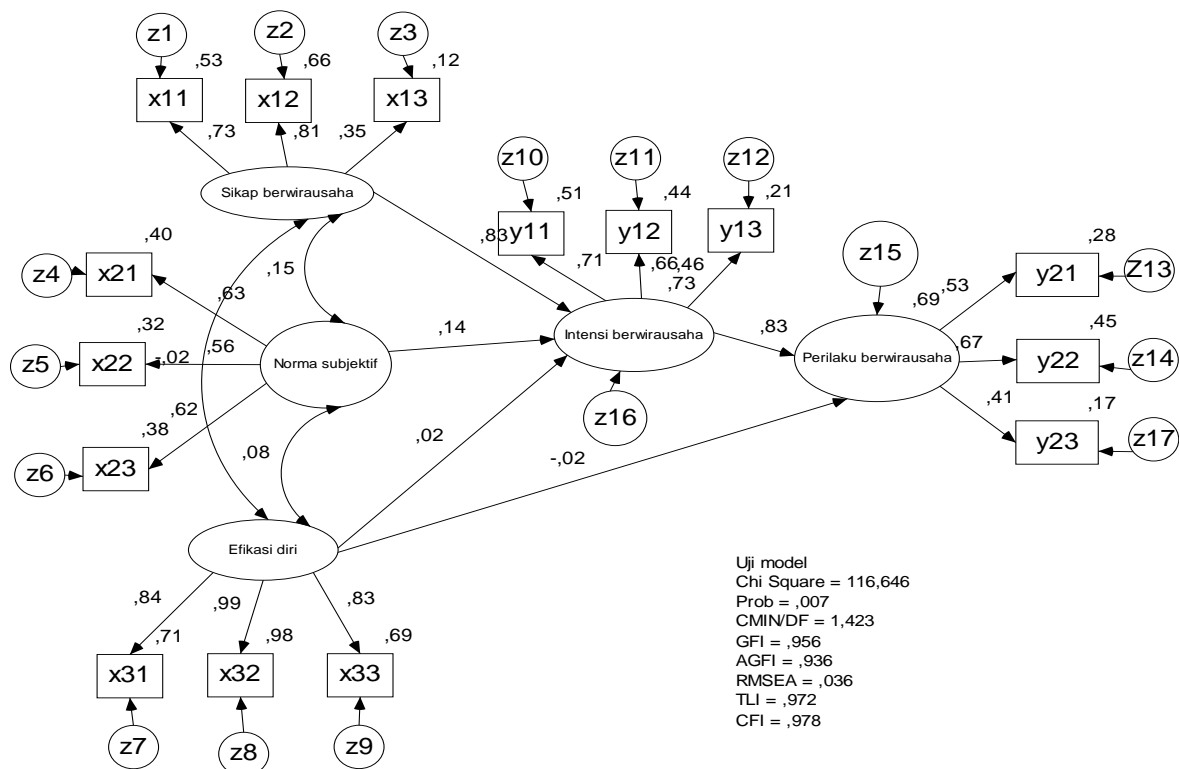 z1
z2
z3
,53
,66
,12
x11
x12
x13
,73
,81
,35
Sikap berwirausaha
z10
z11
z12
,51
,44
,21
y11
y12
y13
,83
,71
,66
,46
,73
,40
z4
x21
,63
,15
,32
z5
x22
-,02
,56
Norma subjektif
,14
Intensi berwirausaha
,83
z15
,69
Perilaku berwirausaha
,28
,53
y21
Z13
,45
,67
y22
z14
,17
,41
y23
z17
,62
,38
z6
x23
,08
,02
z16
-,02
Efikasi diri
,84
,99
,83
,71
,98
,69
x31
x32
x33
z7
z8
z9
Uji model
Chi Square = 116,646
Prob = ,007
CMIN/DF = 1,423
GFI = ,956
AGFI = ,936
RMSEA = ,036
TLI = ,972
CFI = ,978